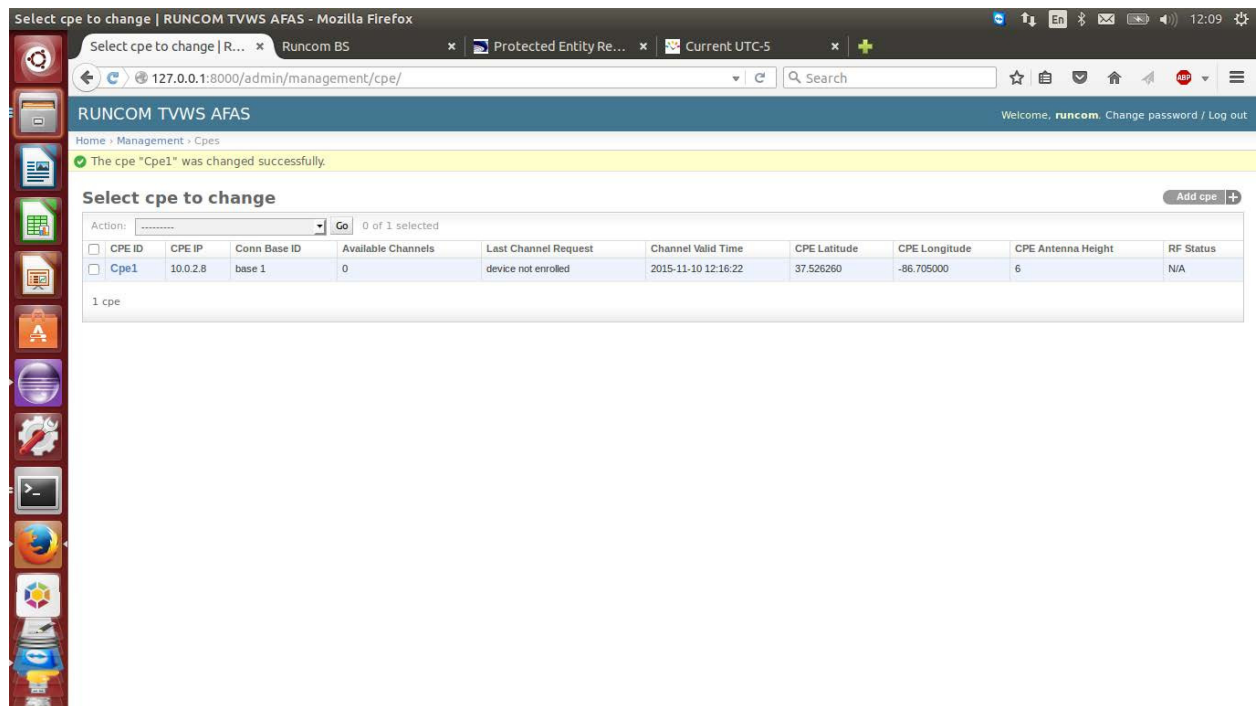 Select cpe to change | RUNCOM TVWS AFAS - Mozilla Firefox En 12:09
Select cpe to change | R... × Runcom BS × Protected Entity Re... × Current UTC-5 ×
127.0.0.1:8000/admin/management/cpe/ Search ABP
RUNCOM TVWS AFAS Welcome, runcom. Change password / Log out
Home › Management › Cpes
The cpe "Cpe1" was changed successfully.
Select cpe to change Add cpe +
Action: --------- Go 0 of 1 selected
CPE ID CPE IP Conn Base ID Available Channels Last Channel Request Channel Valid Time CPE Latitude CPE Longitude CPE Antenna Height RF Status
Cpe1 10.0.2.8 base 1 0 device not enrolled 2015-11-10 12:16:22 37.526260 -86.705000 6 N/A
1 cpe